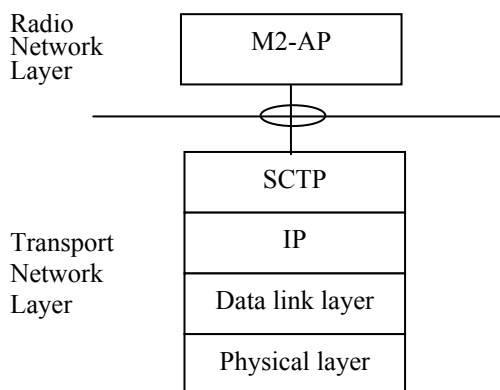 Radio
Network
Layer
M2-AP
SCTP
IP
Transport
Network
Layer
Data link layer
Physical layer